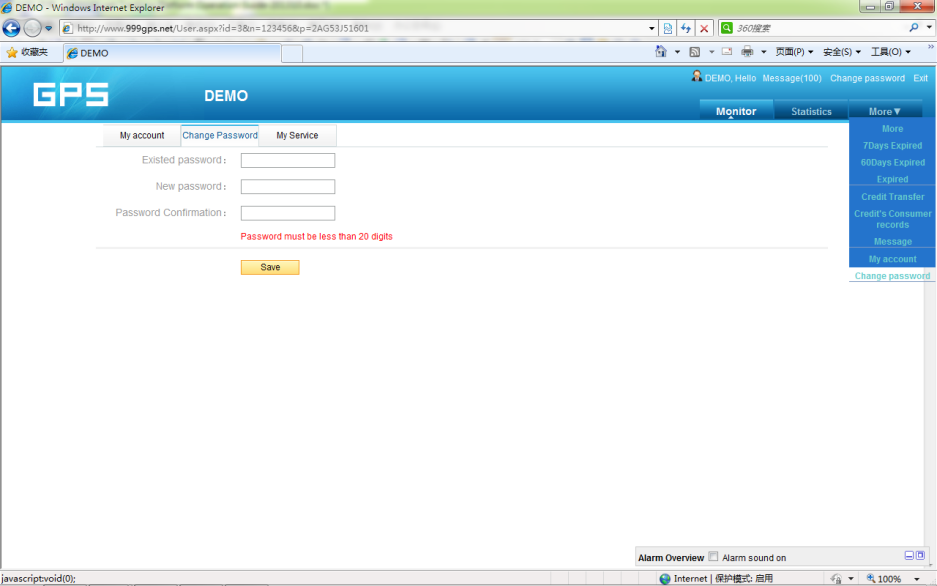 DEMO - Windows Internet Explorer
http://www.999gps.net/User.aspx?id=3&n=123456&p=2AG53J51601
360搜索
收藏夹
DEMO
页面(P)
安全(S)
工具(O)
DEMO, Hello Message(100) Change password Exit
GPS
DEMO
Monitor
Statistics
More▼
My account
Change Password
My Service
More
7Days Expired
60Days Expired
Expired
Credit Transfer
Credit's Consumer
records
Message
My account
Change password
Existed password：
New password：
Password Confirmation：
Password must be less than 20 digits
Save
Alarm Overview
Alarm sound on
javascript:void(0);
Internet | 保护模式: 启用
100%